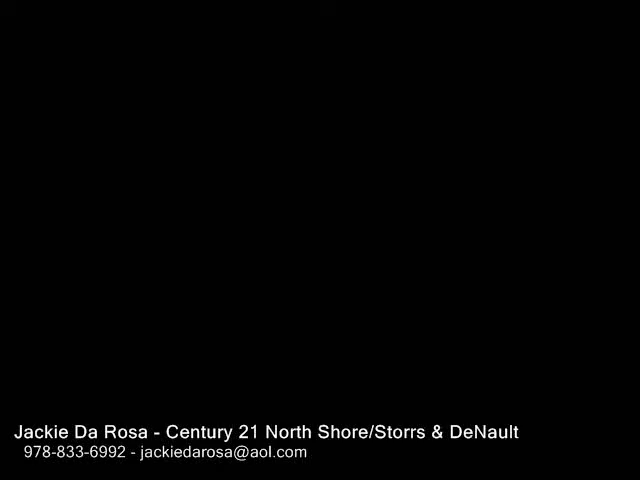 Jackie Da Rosa - Century 21 North Shore/Storrs & DeNault
978-833-6992 - jackiedarosa@aol.com